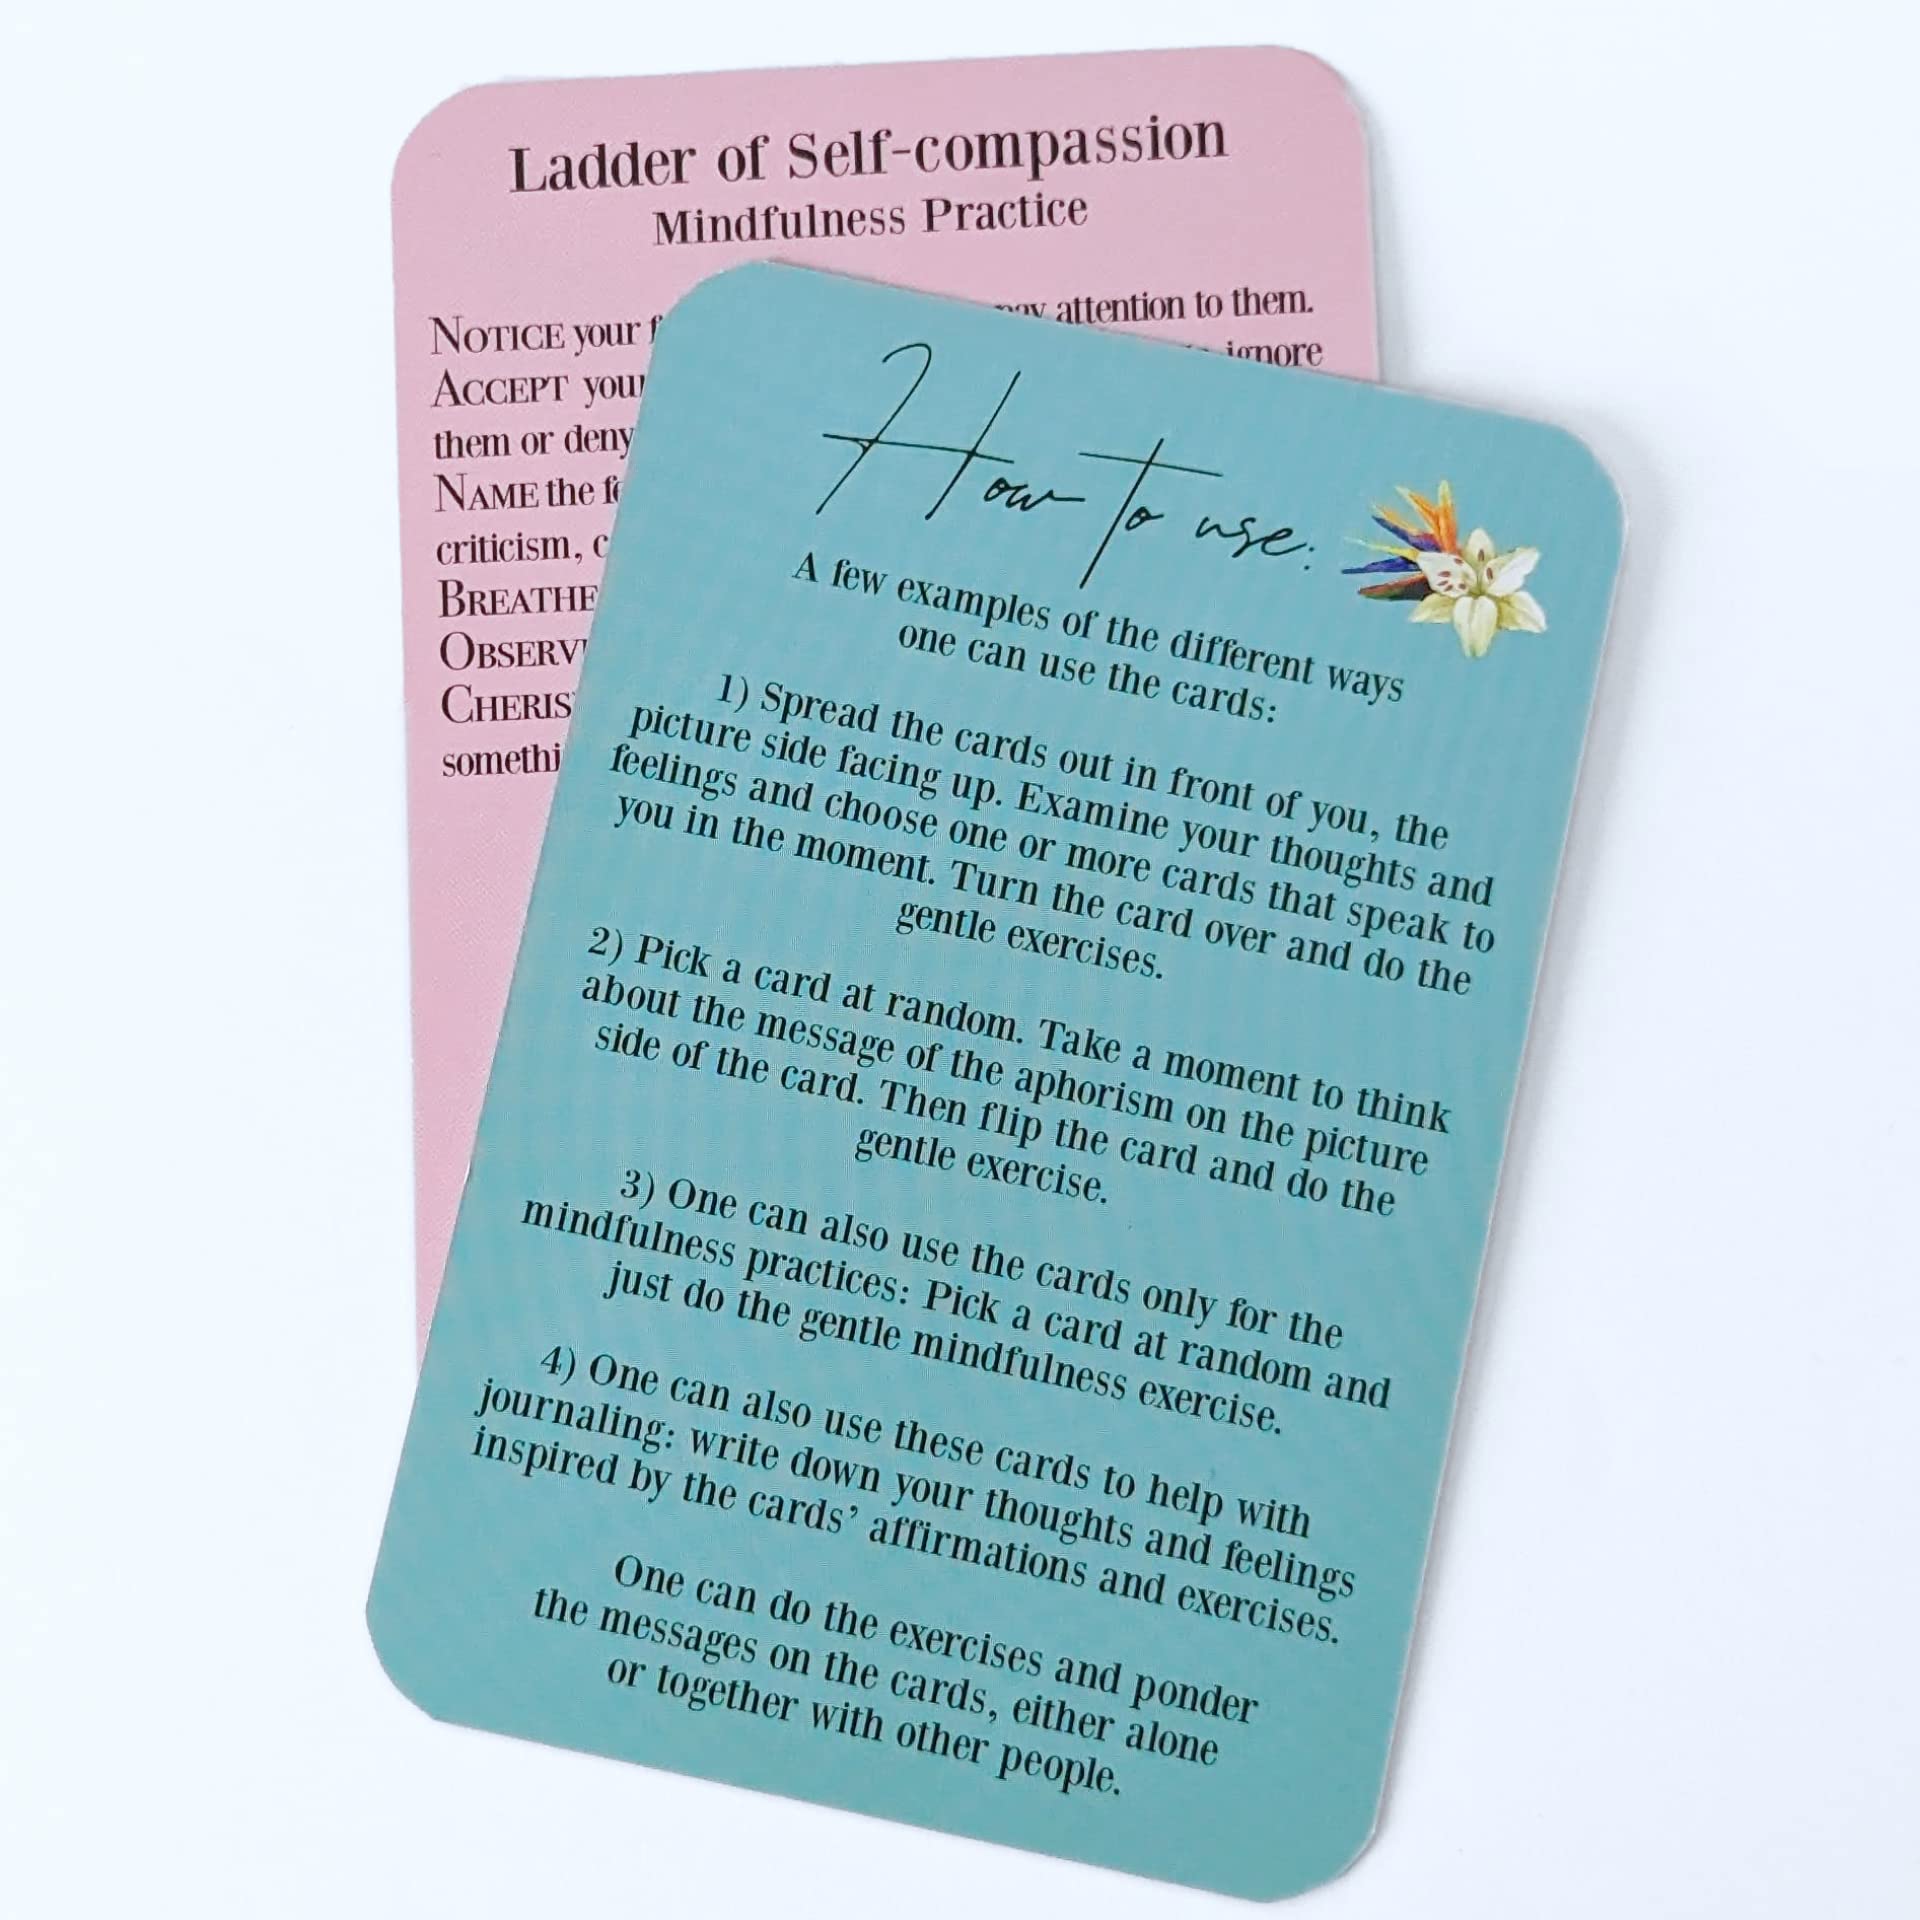 Ladder of Self-compassion
Mindfulness Practice
NOTICE your attention to them.
ACCEPT ignore
them or deny
NAME the
criticism,
BREATHE
How to use:
A few examples of the different ways
one can use the cards:
1) Spread the cards out in front of you, the
picture side facing up. Examine your thoughts and
feelings and choose one or more cards that speak to
you in the moment. Turn the card over and do the
gentle exercises.
2) Pick a card at random. Take a moment to think
about the message of the aphorism on the picture
side of the card. Then flip the card and do the
gentle exercise.
3) One can also use the cards only for the
mindfulness practices: Pick a card at random and
just do the gentle mindfulness exercise.
4) One can also use these cards to help with
journaling: write down your thoughts and feelings
inspired by the cards’ affirmations and exercises.
One can do the exercises and ponder
the messages on the cards, either alone
or together with other people.